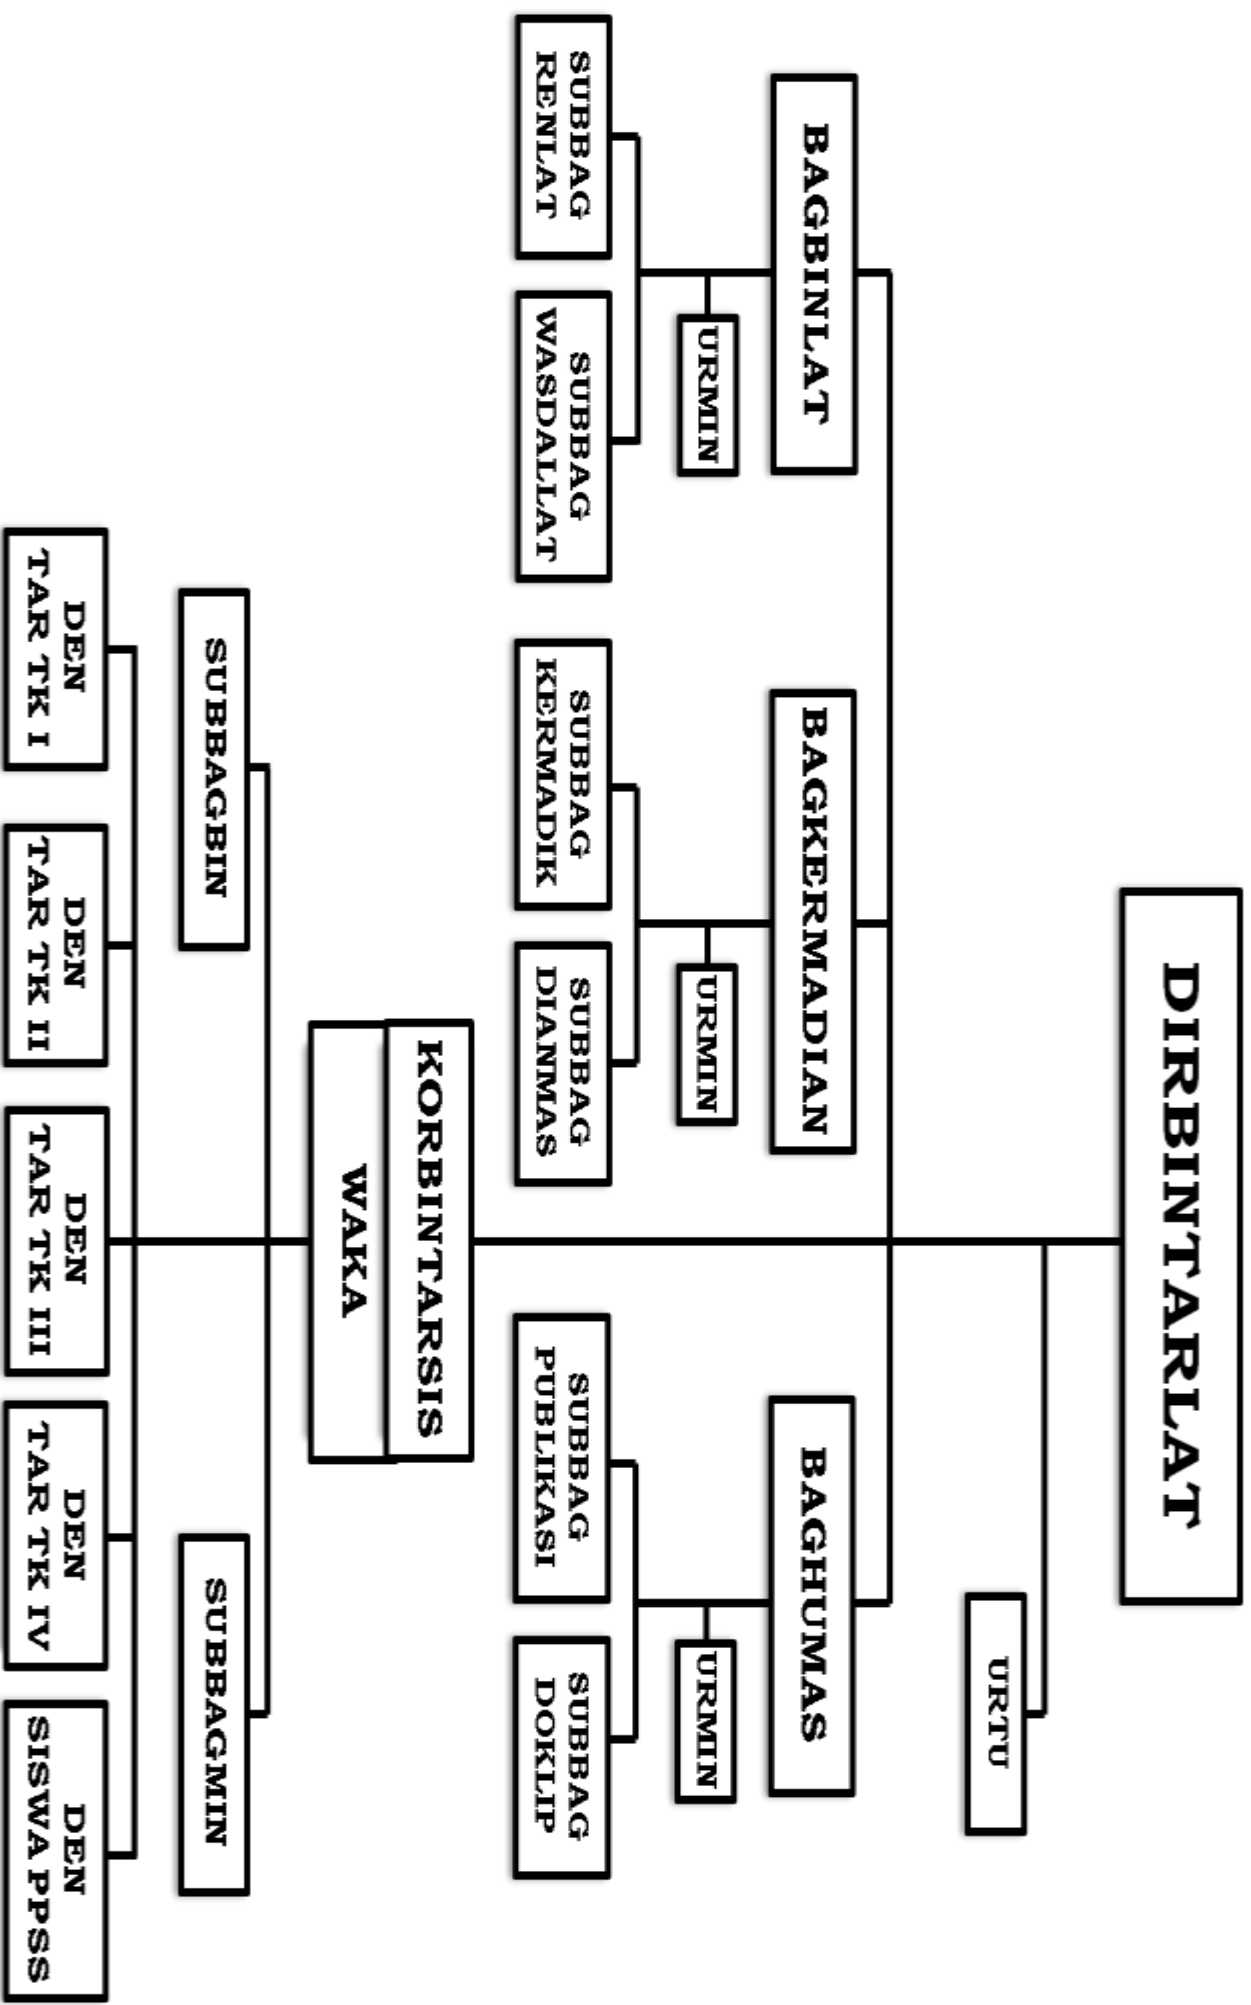 DIRBINTARLAT
URTU
BAGBINLAT
BAGKERMADIAN
BAGHUMAS
URMIN
URMIN
URMIN
SUBBAG
RENLAT
SUBBAG
WASDALLAT
SUBBAG
KERMADIK
SUBBAG
DIANMAS
SUBBAG
PUBLIKASI
SUBBAG
DOKLIP
KORBINTARSIS
WAKA
SUBBAGBIN
SUBBAGMIN
DEN
TAR TK I
DEN
TAR TK II
DEN
TAR TK III
DEN
TAR TK IV
DEN
SISWA PPSS